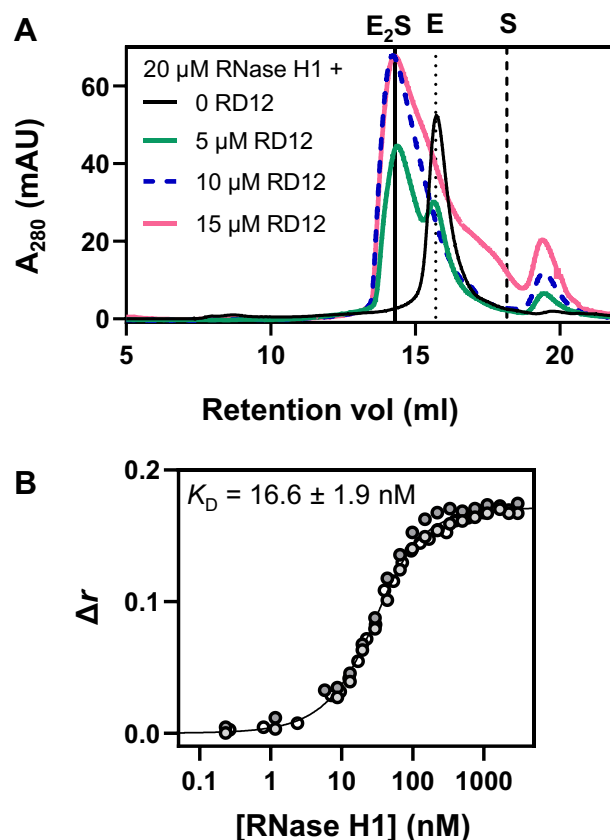 A
E₂S E S
20 µM RNase H1 +
0 RD12
5 µM RD12
10 µM RD12
15 µM RD12
A₂₈₀ (mAU)
60
40
20
0
5 10 15 20
Retention vol (ml)
B
K_D = 16.6 ± 1.9 nM
Δr
0.2
0.1
0.0
0.1 1 10 100 1000
[RNase H1] (nM)